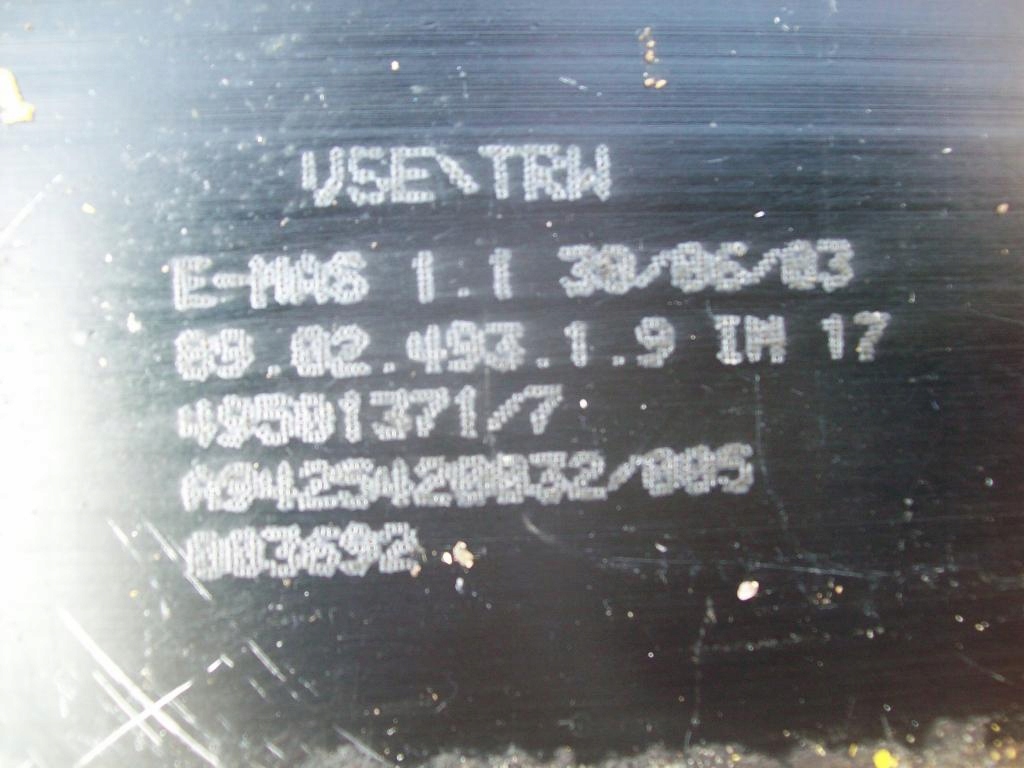 VSE\TRW
E-MAS 1.1 30/06/03
09.02.493.1.9 IM 17
49501371/7
A9425420032/005
003692